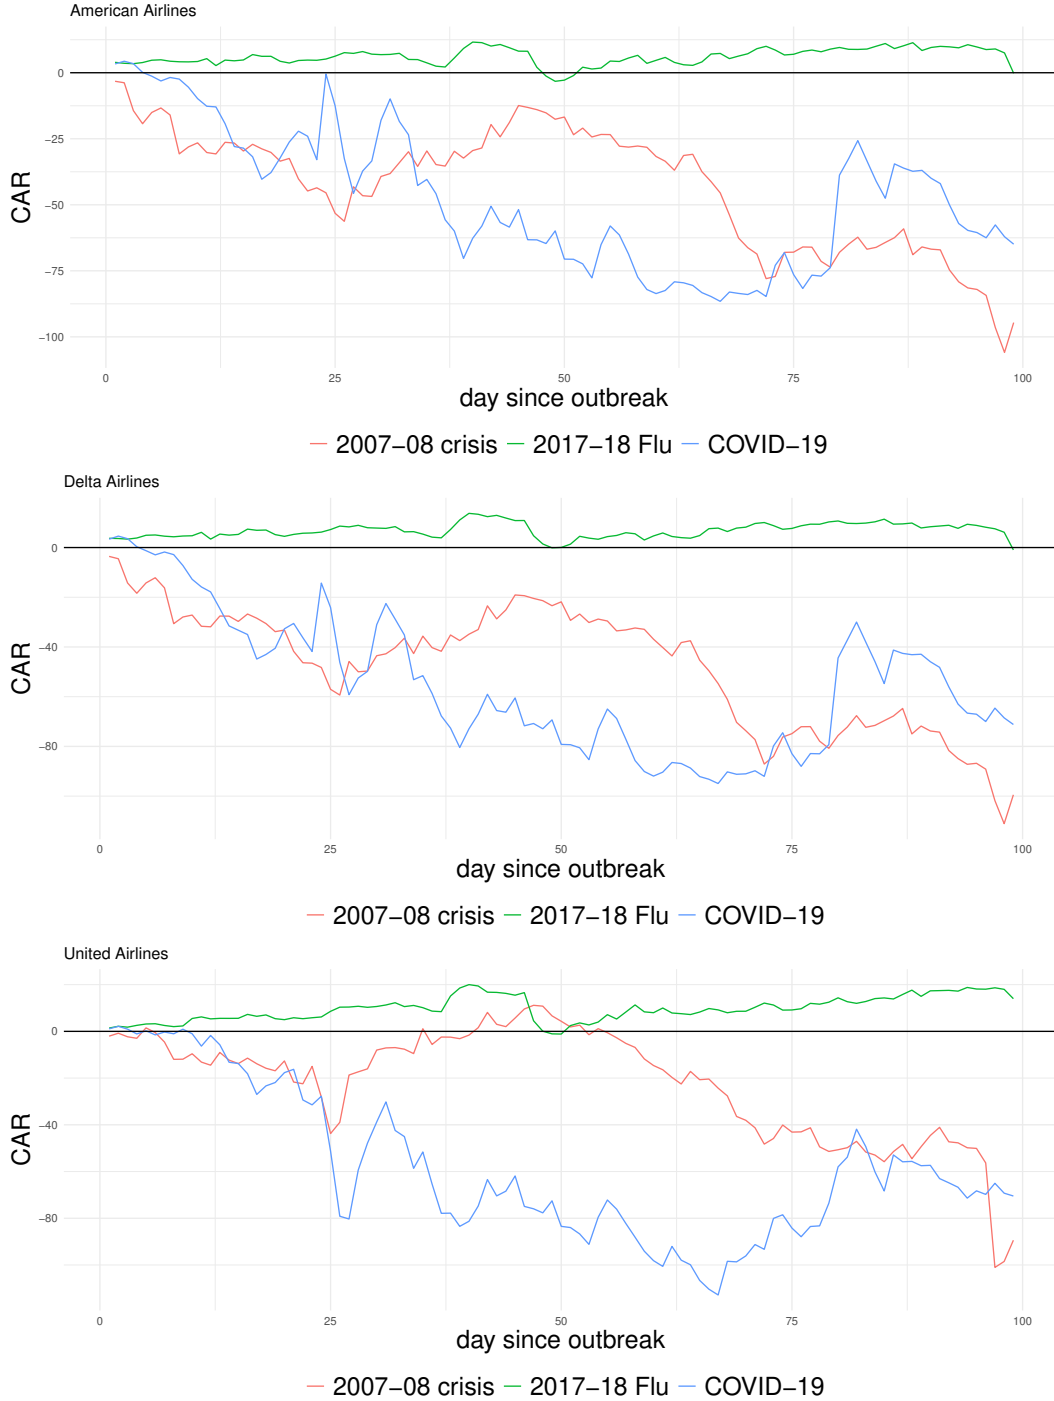 American Airlines
0
−25
−50
−75
−100
CAR
0 25 50 75 100
day since outbreak
2007−08 crisis 2017−18 Flu COVID−19
Delta Airlines
0
−40
−80
CAR
0 25 50 75 100
day since outbreak
2007−08 crisis 2017−18 Flu COVID−19
United Airlines
0
−40
−80
CAR
0 25 50 75 100
day since outbreak
2007−08 crisis 2017−18 Flu COVID−19